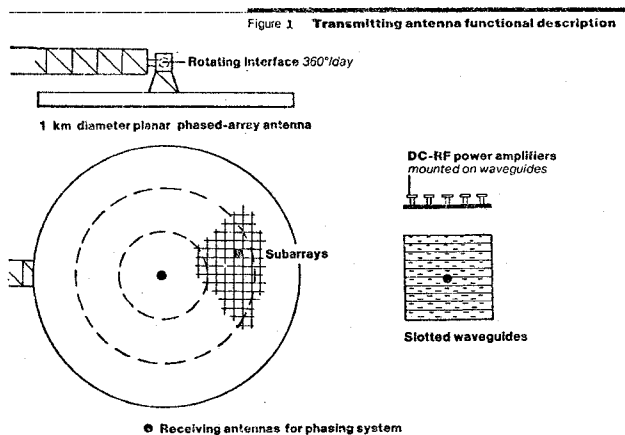 Figure 1 Transmitting antenna functional description
Rotating Interface 360°/day
1 km diameter planar phased-array antenna
DC-RF power amplifiers
mounted on waveguides
Subarrays
Slotted waveguides
Receiving antennas for phasing system